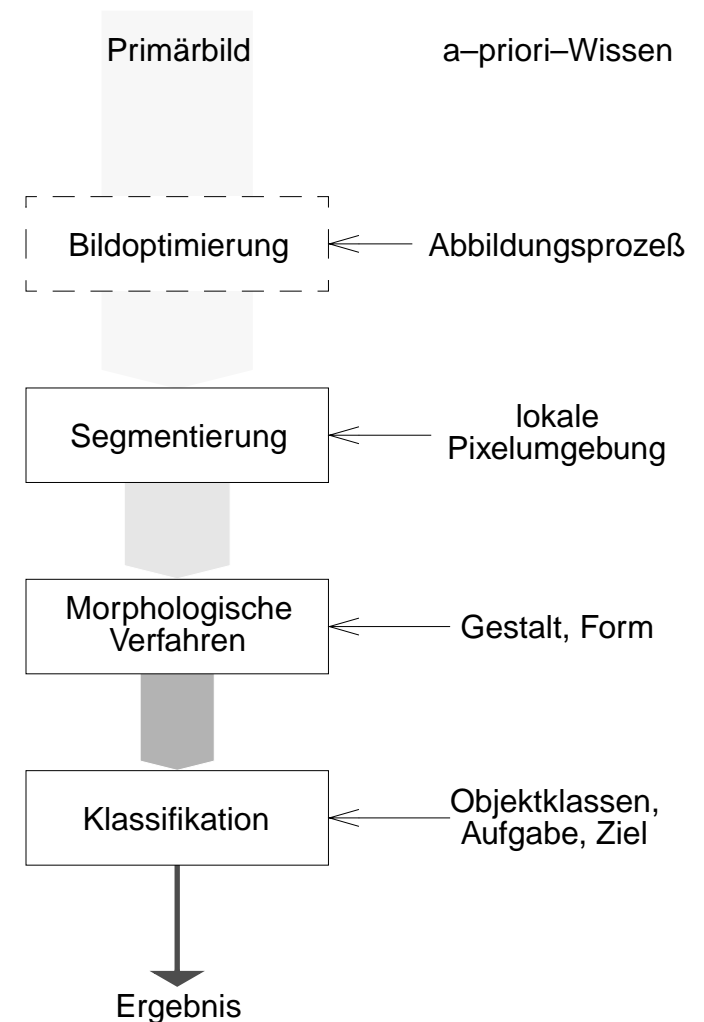 Primärbild
a–priori–Wissen
Bildoptimierung
Abbildungsprozeß
Segmentierung
lokale
Pixelumgebung
Morphologische
Verfahren
Gestalt, Form
Klassifikation
Objektklassen,
Aufgabe, Ziel
Ergebnis